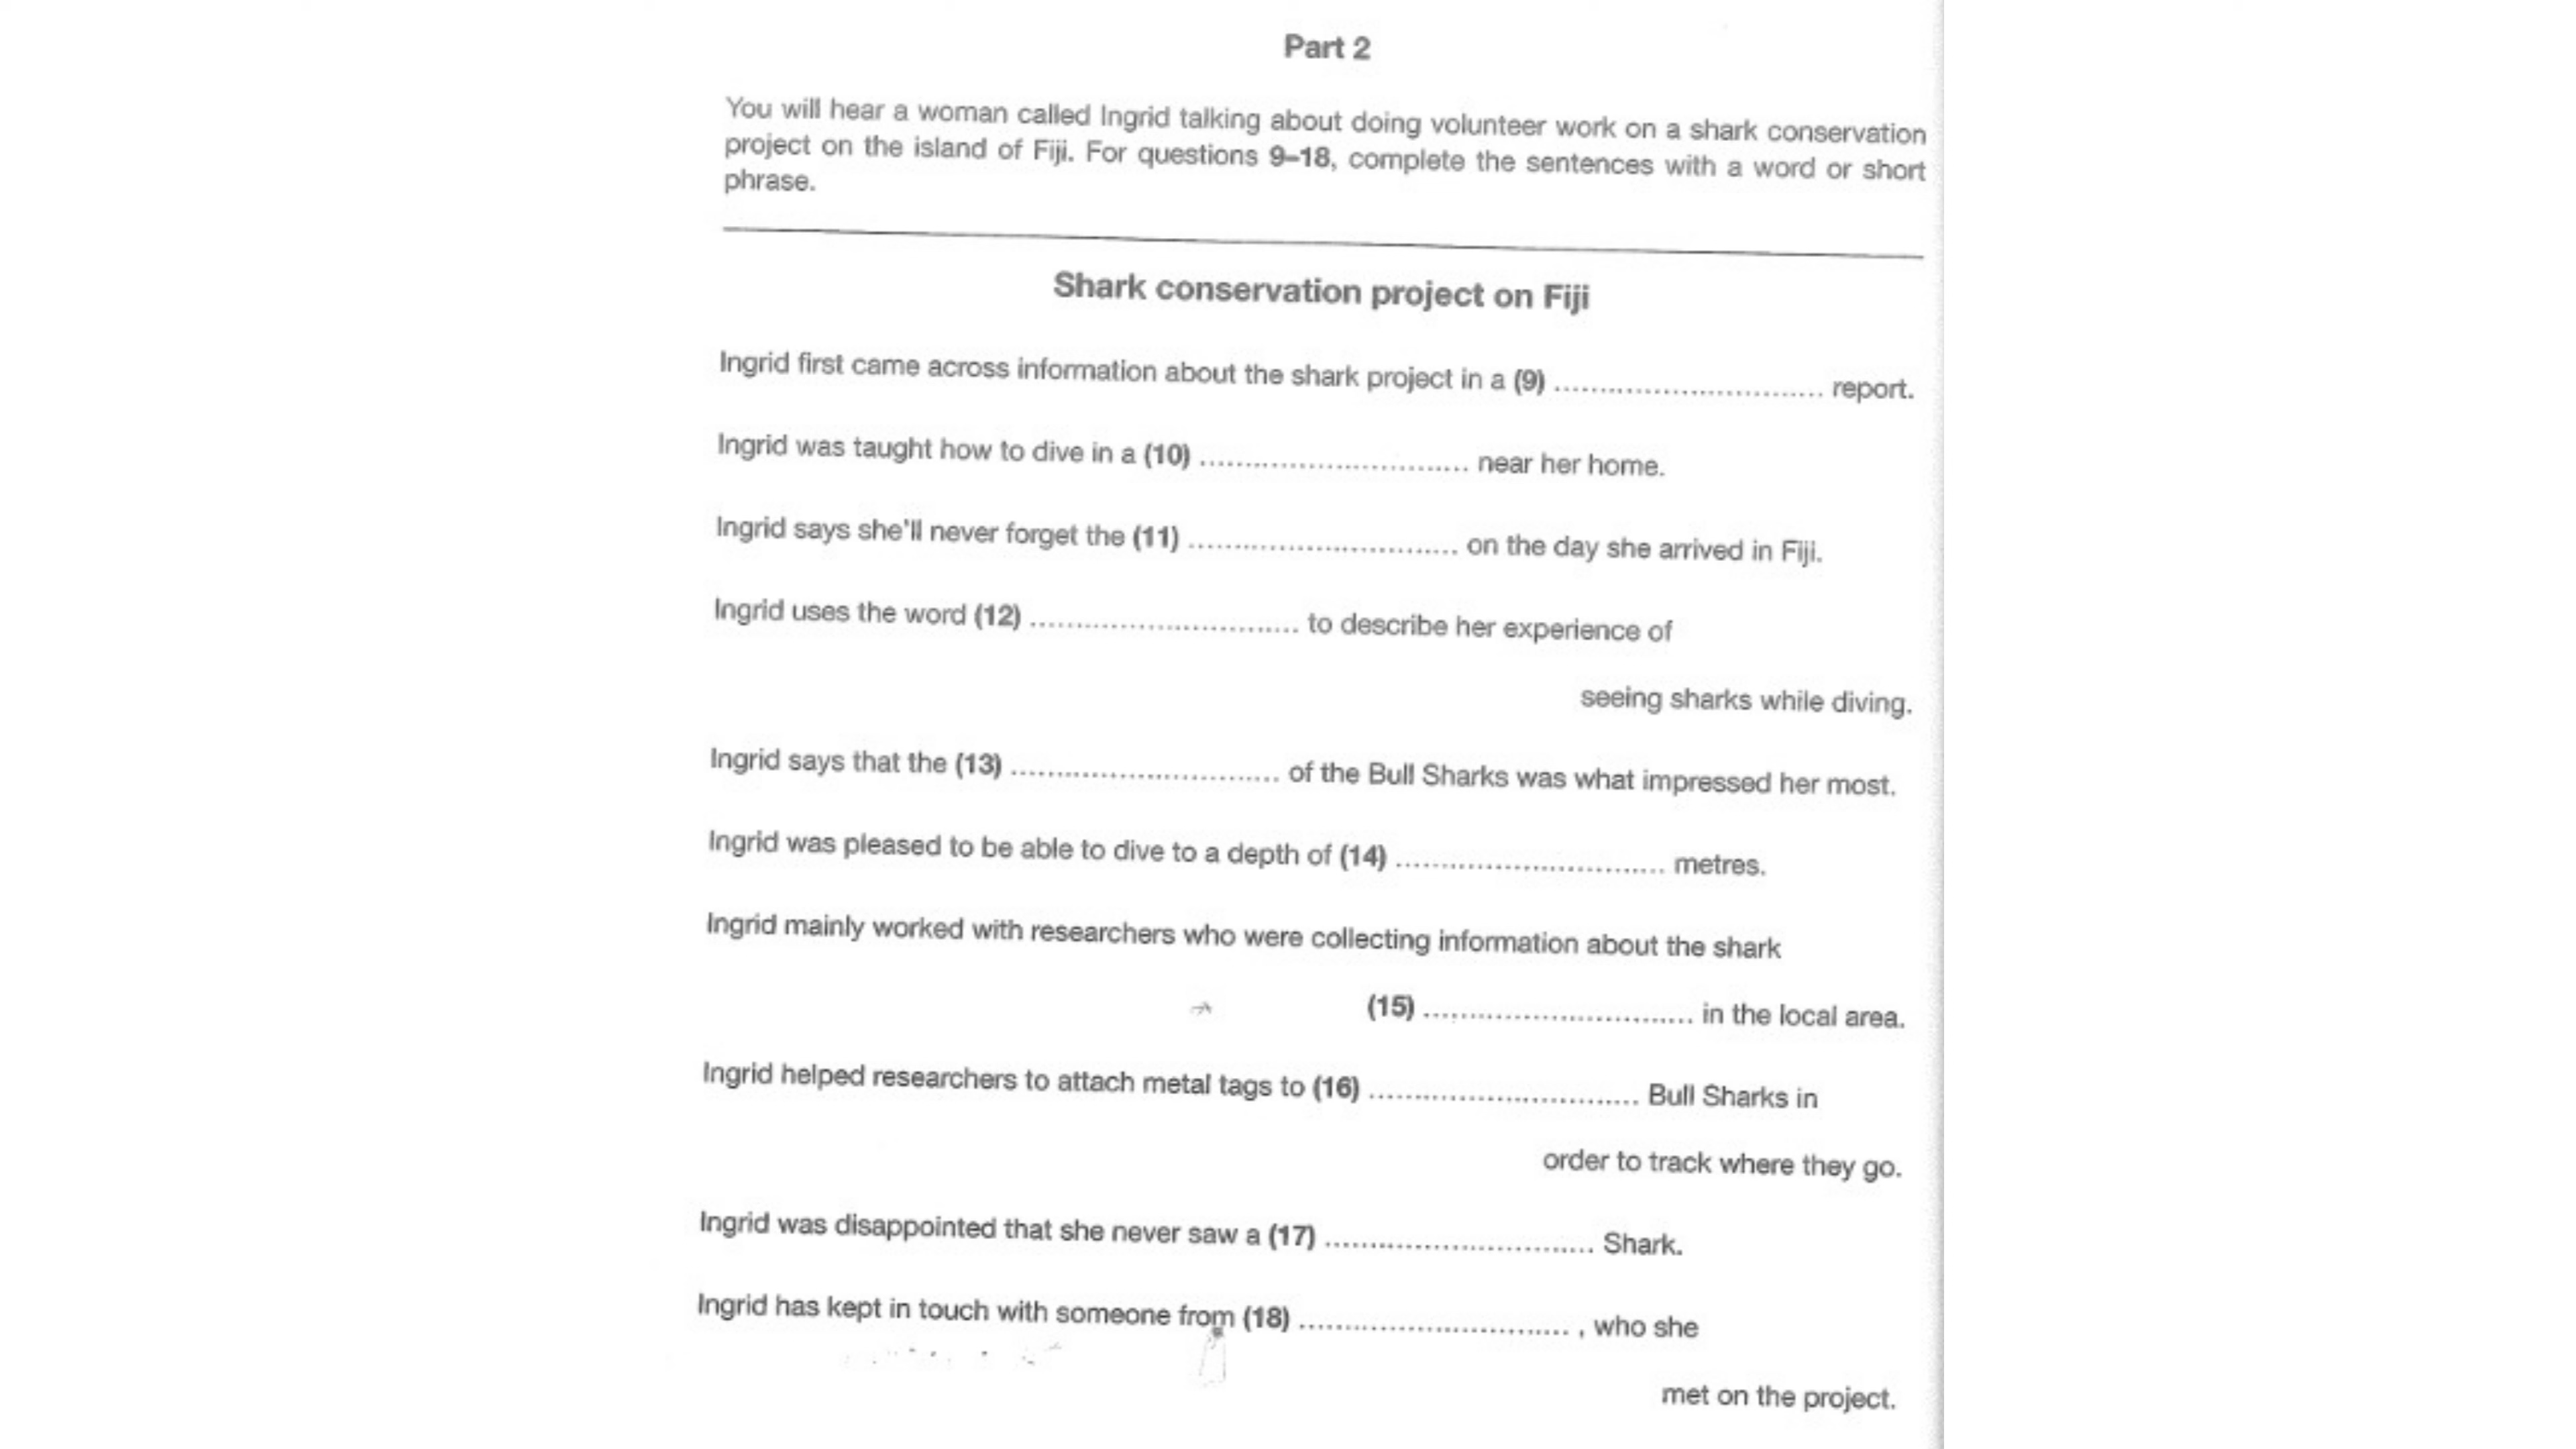 Part 2
You will hear a woman called Ingrid talking about doing volunteer work on a shark conservation
project on the island of Fiji. For questions 9–18, complete the sentences with a word or short
phrase.
Shark conservation project on Fiji
Ingrid first came across information about the shark project in a (9) .............................. report.
Ingrid was taught how to dive in a (10) .............................. near her home.
Ingrid says she'll never forget the (11) .............................. on the day she arrived in Fiji.
Ingrid uses the word (12) .............................. to describe her experience of
seeing sharks while diving.
Ingrid says that the (13) .............................. of the Bull Sharks was what impressed her most.
Ingrid was pleased to be able to dive to a depth of (14) .............................. metres.
Ingrid mainly worked with researchers who were collecting information about the shark
(15) .............................. in the local area.
Ingrid helped researchers to attach metal tags to (16) .............................. Bull Sharks in
order to track where they go.
Ingrid was disappointed that she never saw a (17) .............................. Shark.
Ingrid has kept in touch with someone from (18) .............................. , who she
met on the project.